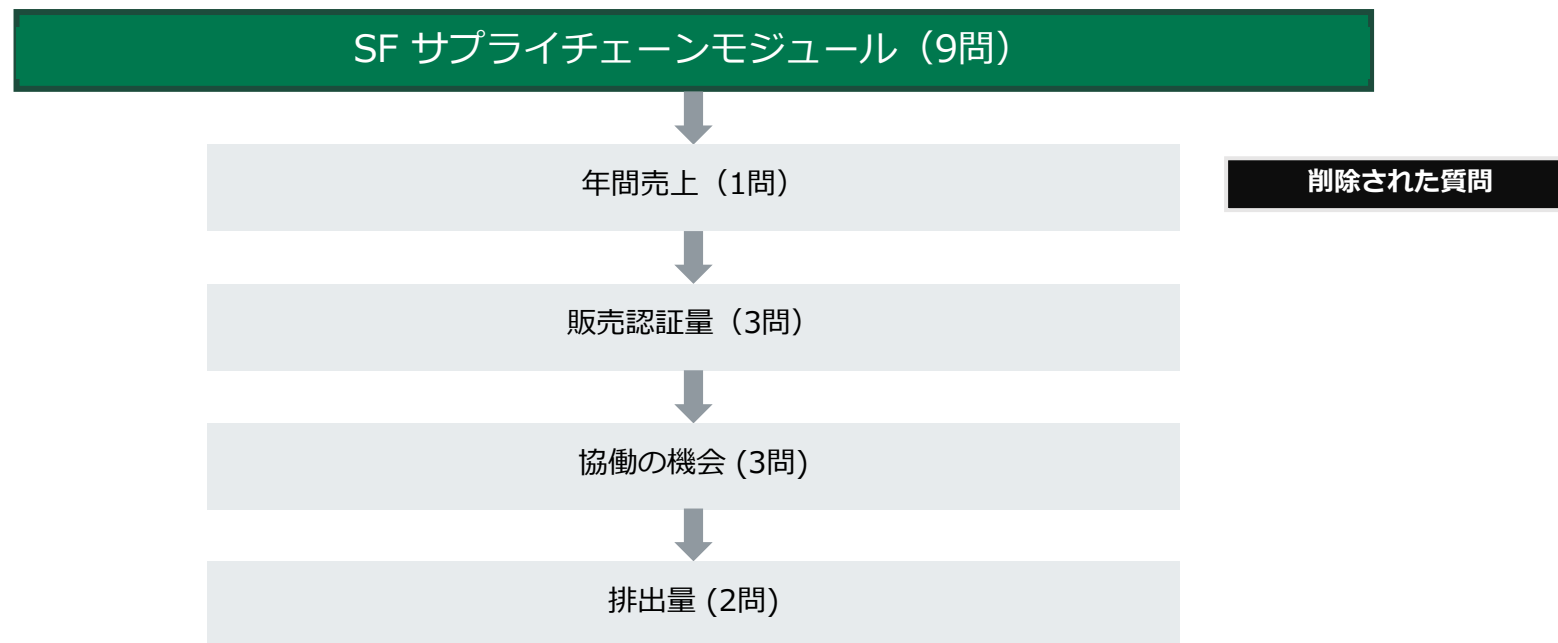 SF サプライチェーンモジュール（9問）
年間売上（1問）
削除された質問
販売認証量（3問）
協働の機会 (3問)
排出量 (2問)